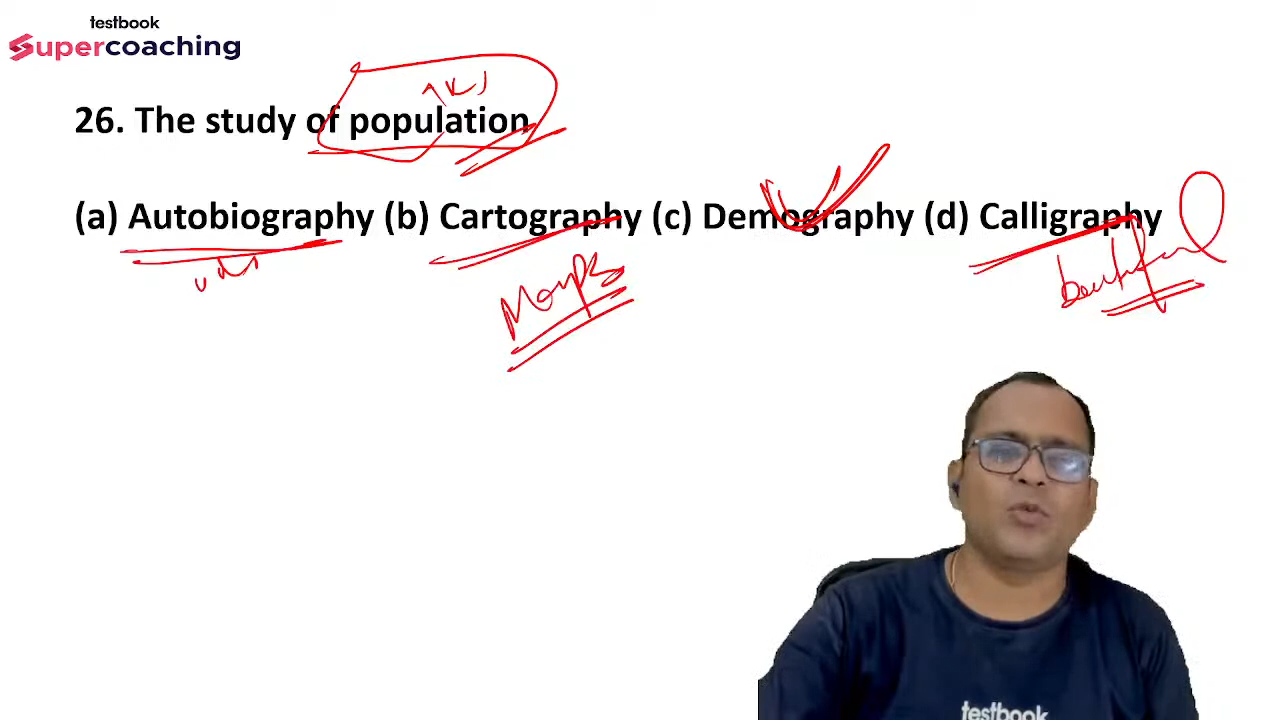 testbook
Supercoaching
26. The study of population
(a) Autobiography (b) Cartography (c) Demography (d) Calligraphy
Maps
testbook